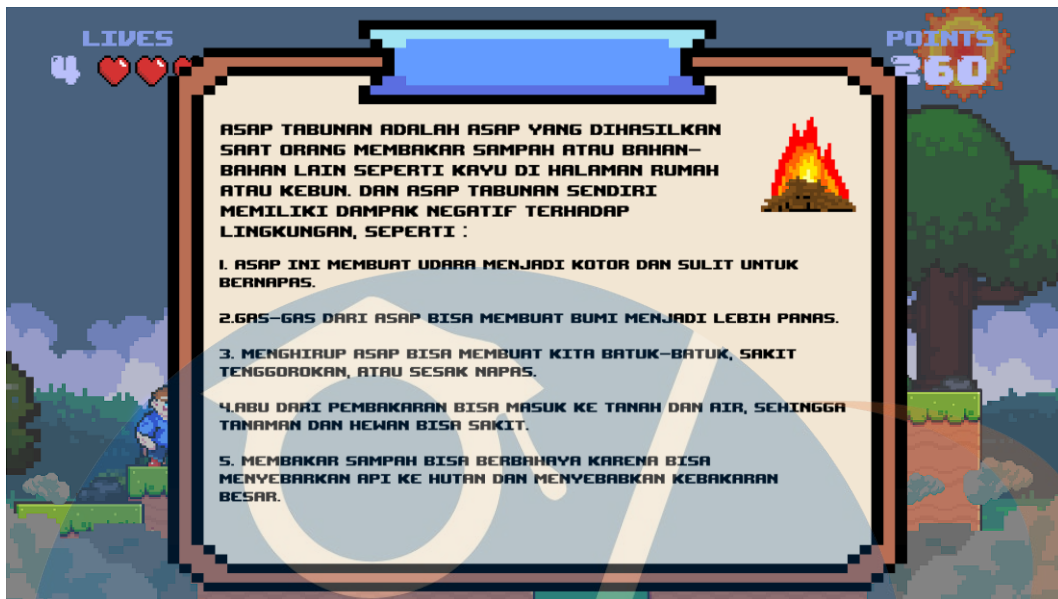 LIVES
4
POINTS
260
ASAP TABUNAN ADALAH ASAP YANG DIHASILKAN
SAAT ORANG MEMBAKAR SAMPAH ATAU BAHAN-
BAHAN LAIN SEPERTI KAYU DI HALAMAN RUMAH
ATAU KEBUN. DAN ASAP TABUNAN SENDIRI
MEMILIKI DAMPAK NEGATIF TERHADAP
LINGKUNGAN, SEPERTI :
1. ASAP INI MEMBUAT UDARA MENJADI KOTOR DAN SULIT UNTUK
BERNAPAS.
2.GAS-GAS DARI ASAP BISA MEMBUAT BUMI MENJADI LEBIH PANAS.
3. MENGHIRUP ASAP BISA MEMBUAT KITA BATUK-BATUK, SAKIT
TENGGOROKAN, ATAU SESAK NAPAS.
4.ABU DARI PEMBAKARAN BISA MASUK KE TANAH DAN AIR, SEHINGGA
TANAMAN DAN HEWAN BISA SAKIT.
5. MEMBAKAR SAMPAH BISA BERBAHAYA KARENA BISA
MENYEBARKAN API KE HUTAN DAN MENYEBABKAN KEBAKARAN
BESAR.